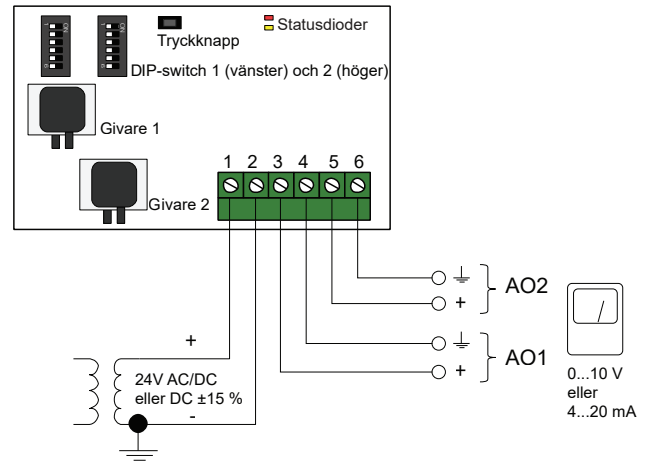 Statusdioder
Tryckknapp
DIP-switch 1 (vänster) och 2 (höger)
Givare 1
Givare 2
1 2 3 4 5 6
AO2
+
AO1
+
+
24V AC/DC
eller DC ±15 %
-
0...10 V
eller
4...20 mA